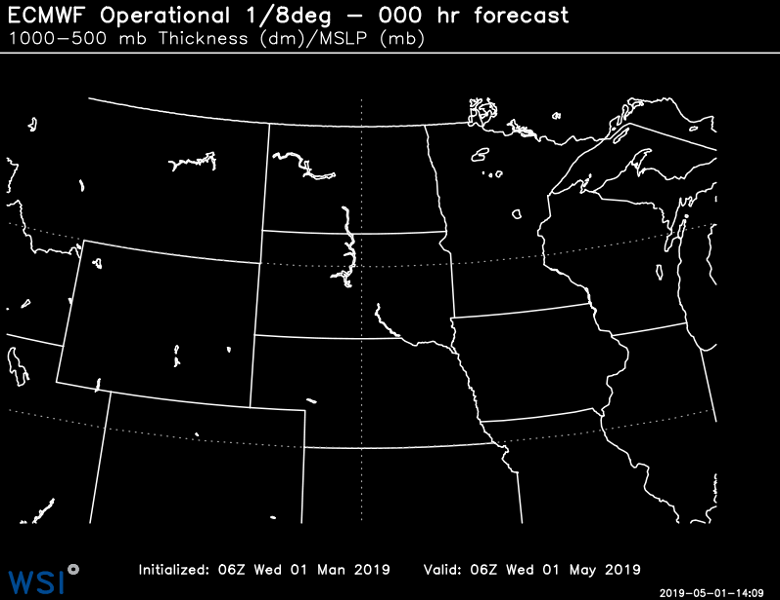 ECMWF Operational 1/8deg – 000 hr forecast
1000–500 mb Thickness (dm)/MSLP (mb)
Initialized: 06Z Wed 01 Man 2019 Valid: 06Z Wed 01 May 2019
WSI
2019-05-01-14:09